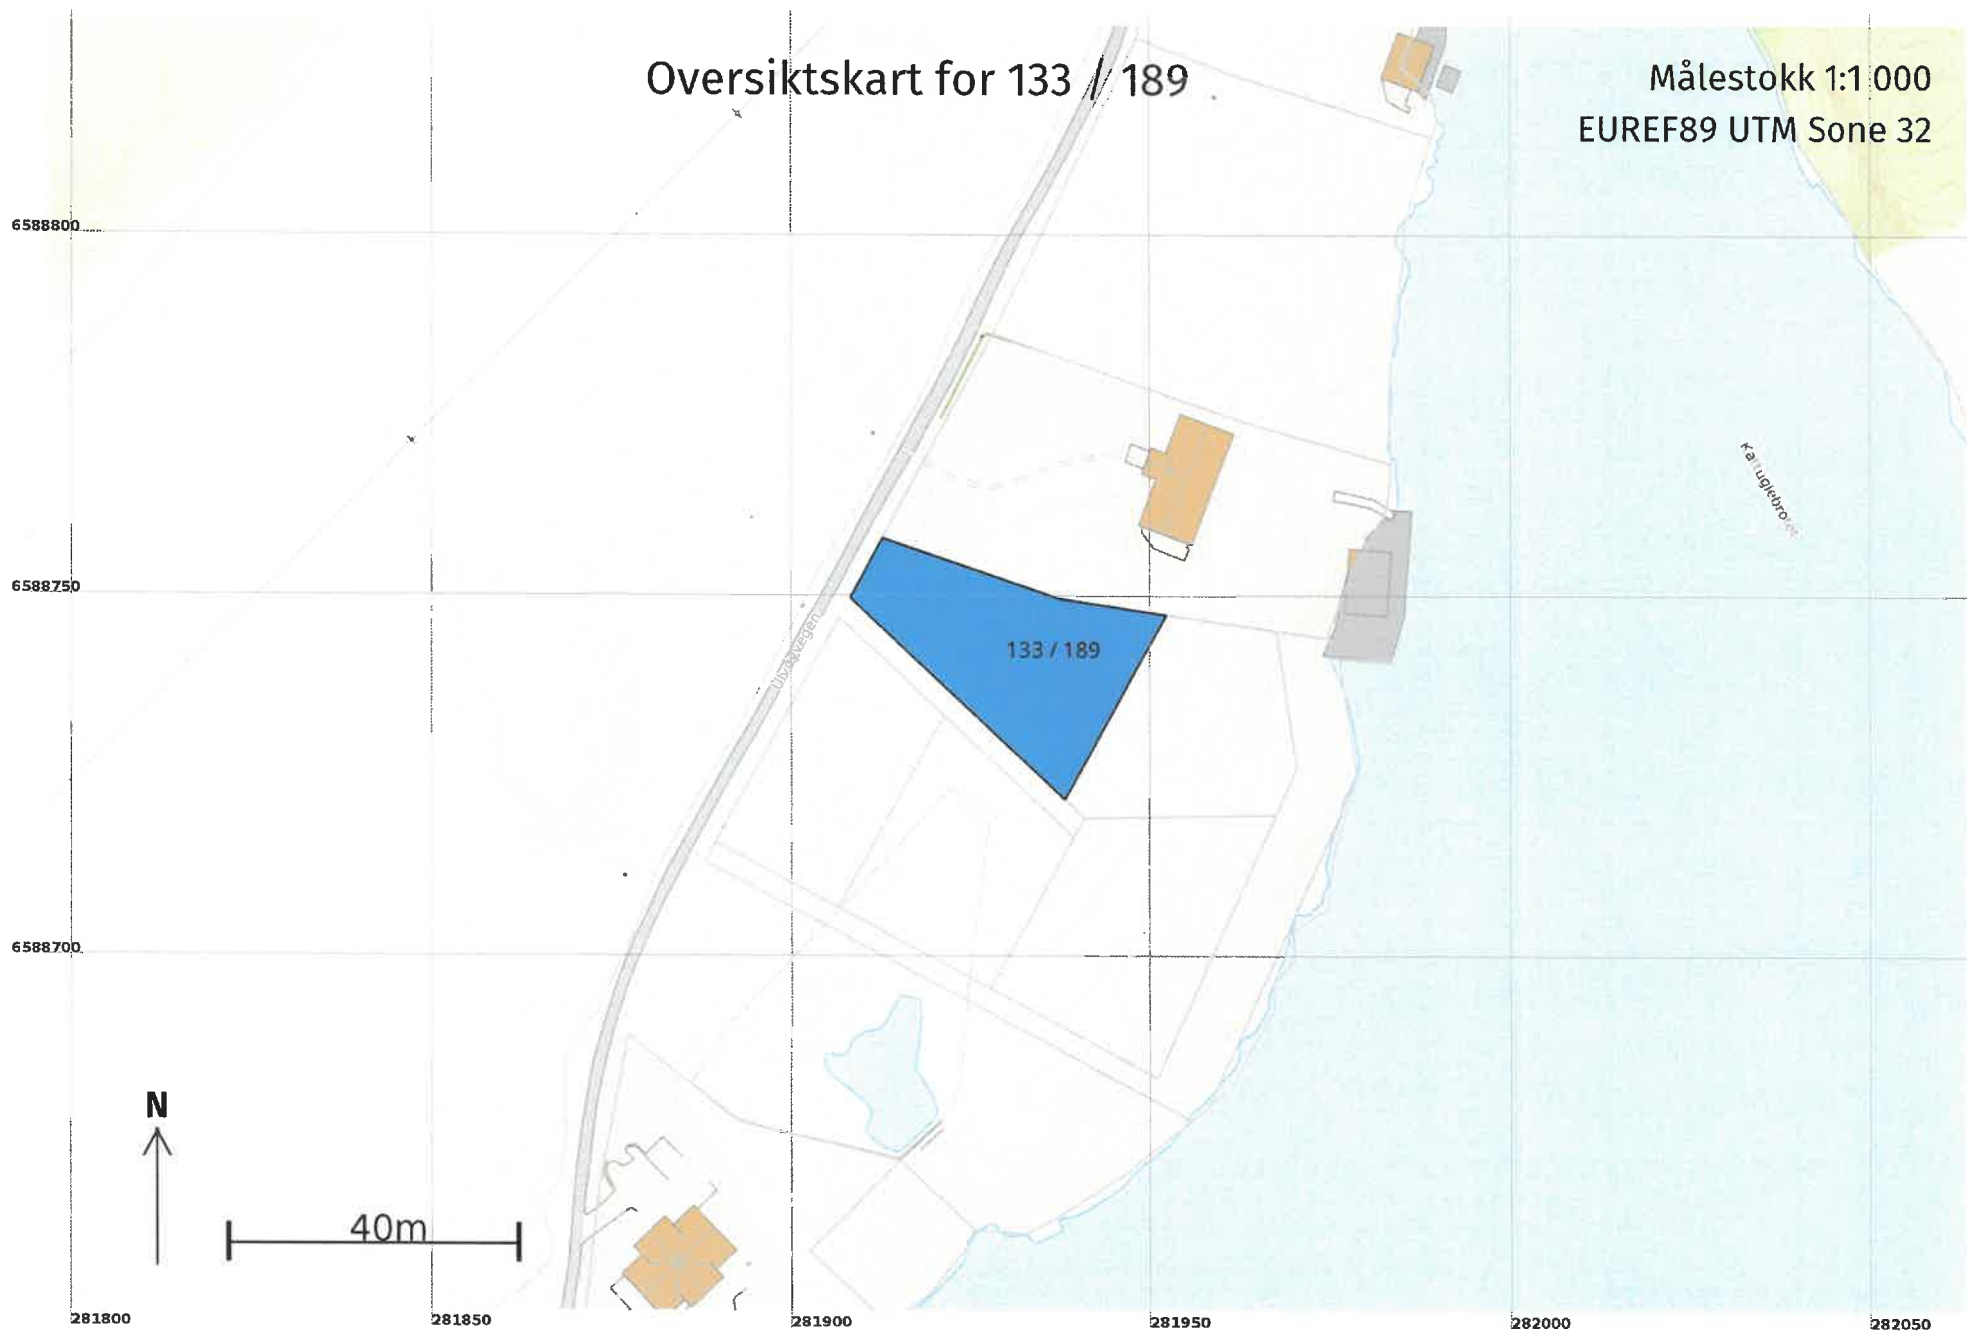 Oversiktskart for 133 / 189
Målestokk 1:1 000
EUREF89 UTM Sone 32
6588800
6588750
133 / 189
6588700
N
40m
281800
281850
281900
281950
282000
282050